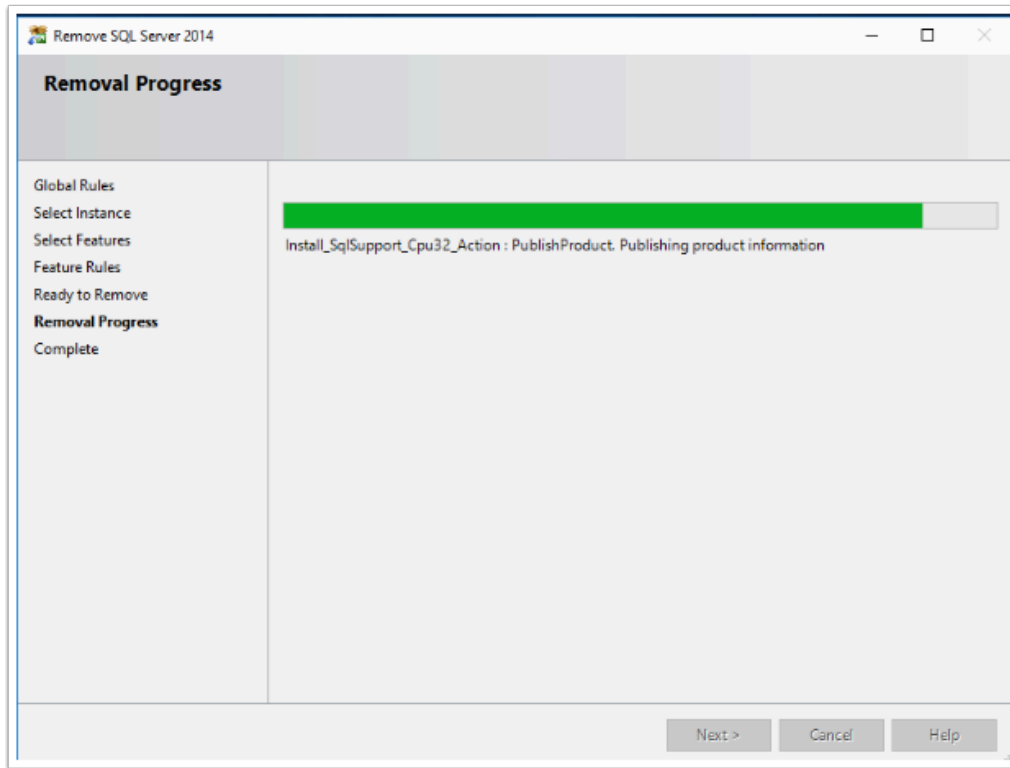 Remove SQL Server 2014
Removal Progress
Global Rules
Select Instance
Select Features
Feature Rules
Ready to Remove
Removal Progress
Complete
Install_SqlSupport_Cpu32_Action : PublishProduct. Publishing product information
Next >
Cancel
Help